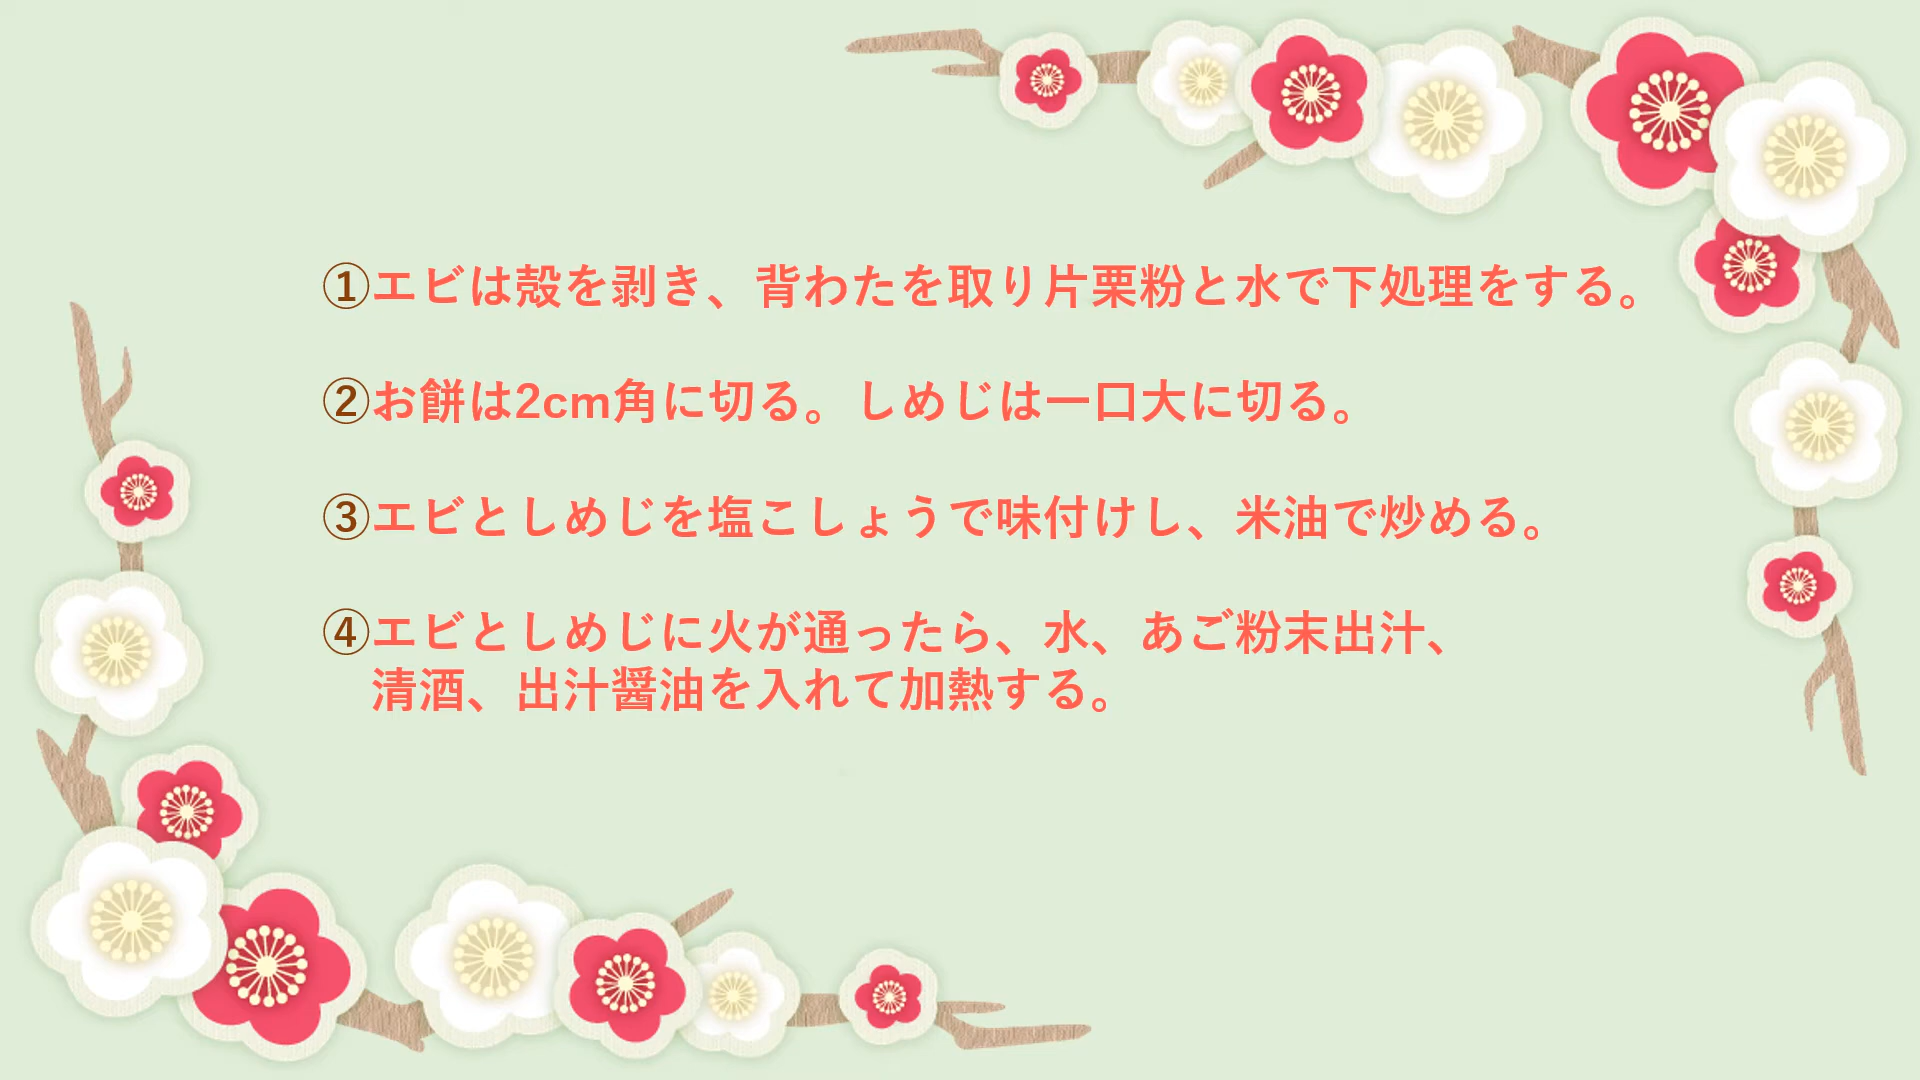 ①エビは殻を剥き、背わたを取り片栗粉と水で下処理をする。
②お餅は2cm角に切る。しめじは一口大に切る。
③エビとしめじを塩こしょうで味付けし、米油で炒める。
④エビとしめじに火が通ったら、水、あご粉末出汁、
清酒、出汁醤油を入れて加熱する。